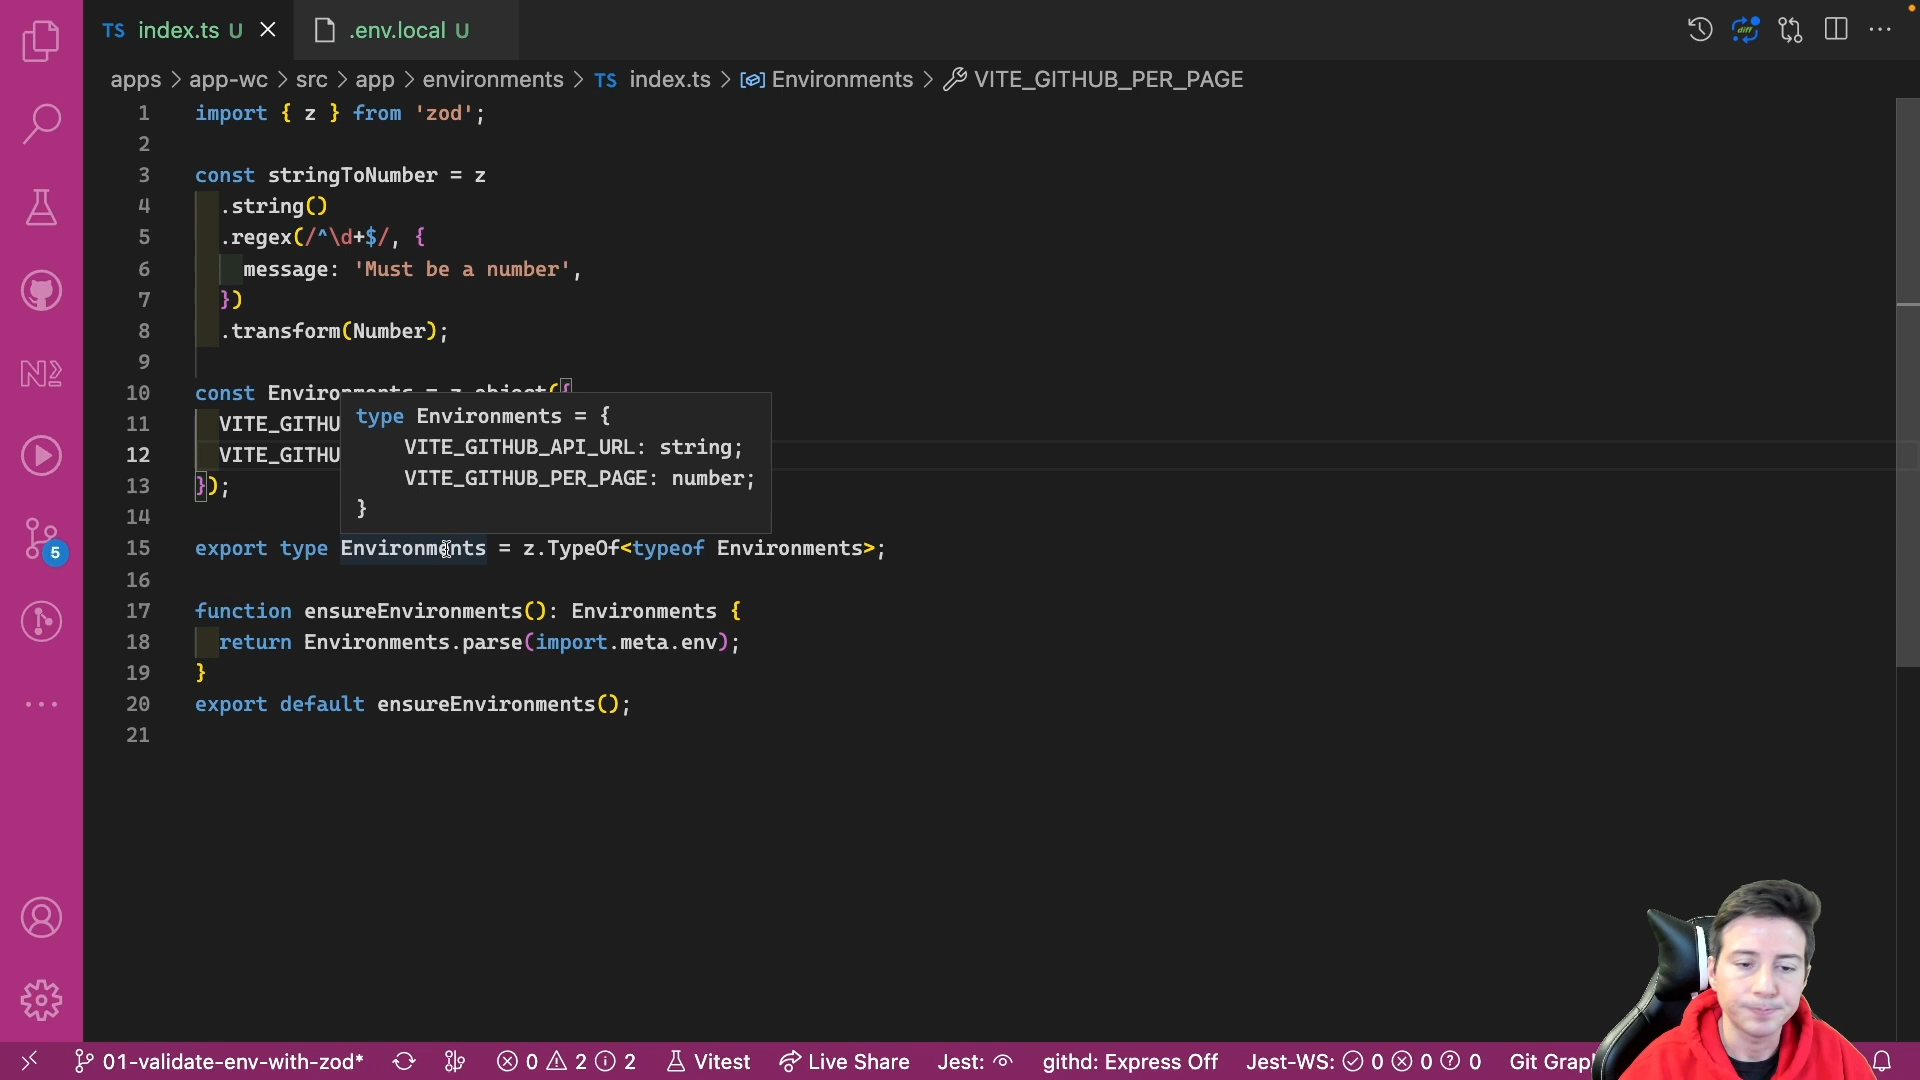 TS index.ts U
.env.local U
apps > app-wc > src > app > environments > TS index.ts > Environments > VITE_GITHUB_PER_PAGE
1 import { z } from 'zod';
2
3 const stringToNumber = z
4 .string()
5 .regex(/^\d+$/, {
6 message: 'Must be a number',
7 })
8 .transform(Number);
9
10 const Environments = z.object({
11 VITE_GITHU
12 VITE_GITHU
13 });
type Environments = {
VITE_GITHUB_API_URL: string;
VITE_GITHUB_PER_PAGE: number;
}
14
15 export type Environments = z.TypeOf<typeof Environments>;
16
17 function ensureEnvironments(): Environments {
18 return Environments.parse(import.meta.env);
19 }
20 export default ensureEnvironments();
21
diff
N
5
01-validate-env-with-zod* 0 2 2 Vitest Live Share Jest: githd: Express Off Jest-WS: 0 0 0 Git Grap